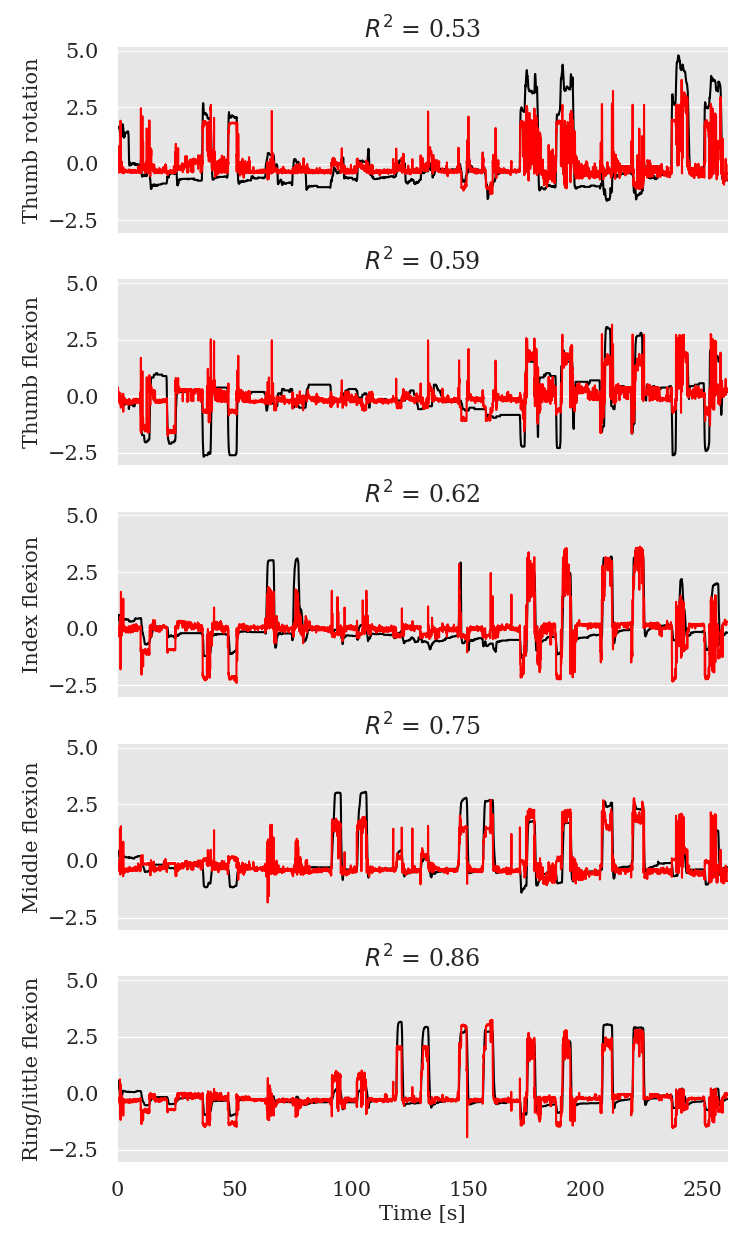 R² = 0.53
Thumb rotation
5.0
2.5
0.0
−2.5
R² = 0.59
Thumb flexion
5.0
2.5
0.0
−2.5
R² = 0.62
Index flexion
5.0
2.5
0.0
−2.5
R² = 0.75
Middle flexion
5.0
2.5
0.0
−2.5
R² = 0.86
Ring/little flexion
5.0
2.5
0.0
−2.5
0 50 100 150 200 250
Time [s]